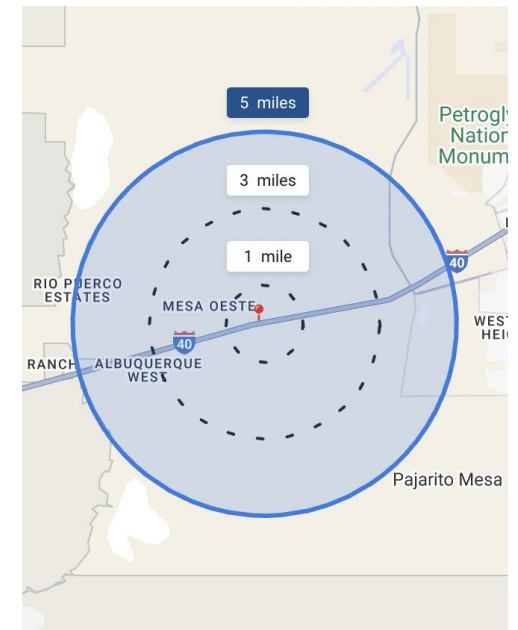 5 miles
Petrogly
Nation
Monum
3 miles
1 mile
40
RIO PUERCO
ESTATES
MESA OESTE
WEST
HEI
40
RANCH
ALBUQUERQUE
WEST
Pajarito Mesa